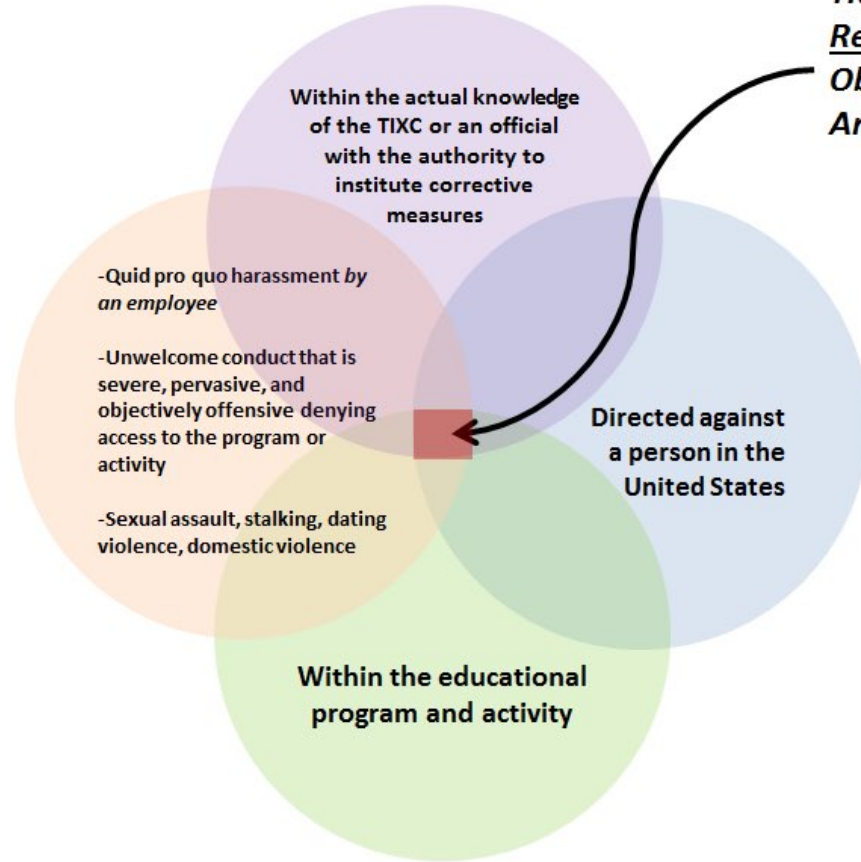 Within the actual knowledge
of the TIXC or an official
with the authority to
institute corrective
measures
-Quid pro quo harassment by
an employee
-Unwelcome conduct that is
severe, pervasive, and
objectively offensive denying
access to the program or
activity
-Sexual assault, stalking, dating
violence, domestic violence
Directed against
a person in the
United States
Within the educational
program and activity